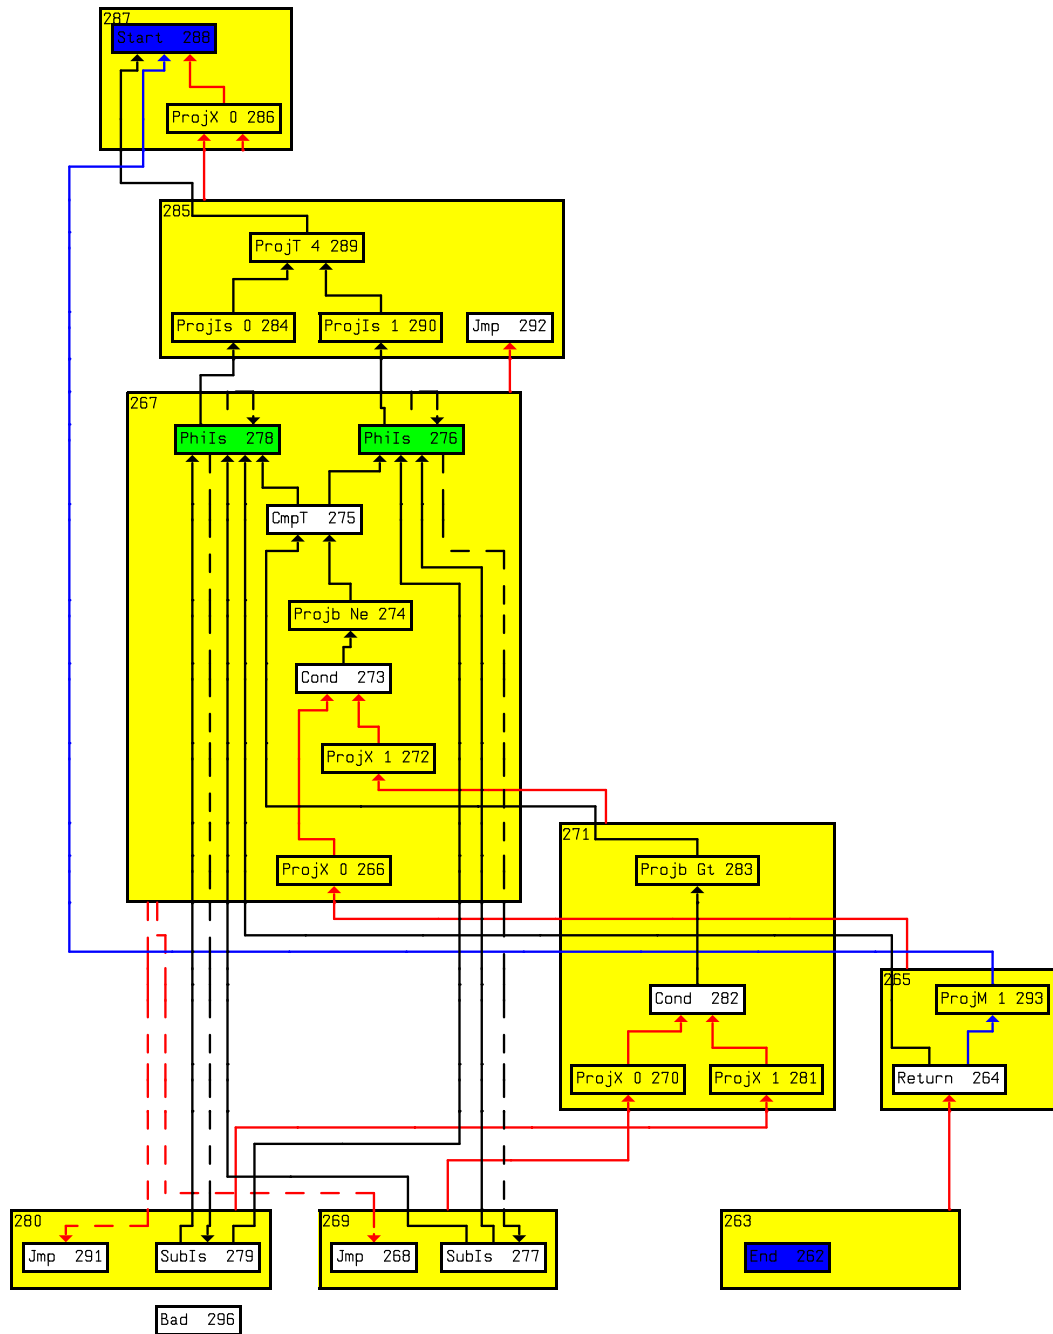 287
Start 288
ProjX 0 286
285
ProjT 4 289
ProjIs 0 284
ProjIs 1 290
Jmp 292
267
PhiIs 278
PhiIs 276
CmpT 275
Projb Ne 274
Cond 273
ProjX 1 272
271
ProjX 0 266
Projb Gt 283
265
Cond 282
ProjM 1 293
ProjX 0 270
ProjX 1 281
Return 264
280
269
263
Jmp 291
SubIs 279
Jmp 268
SubIs 277
End 262
Bad 296